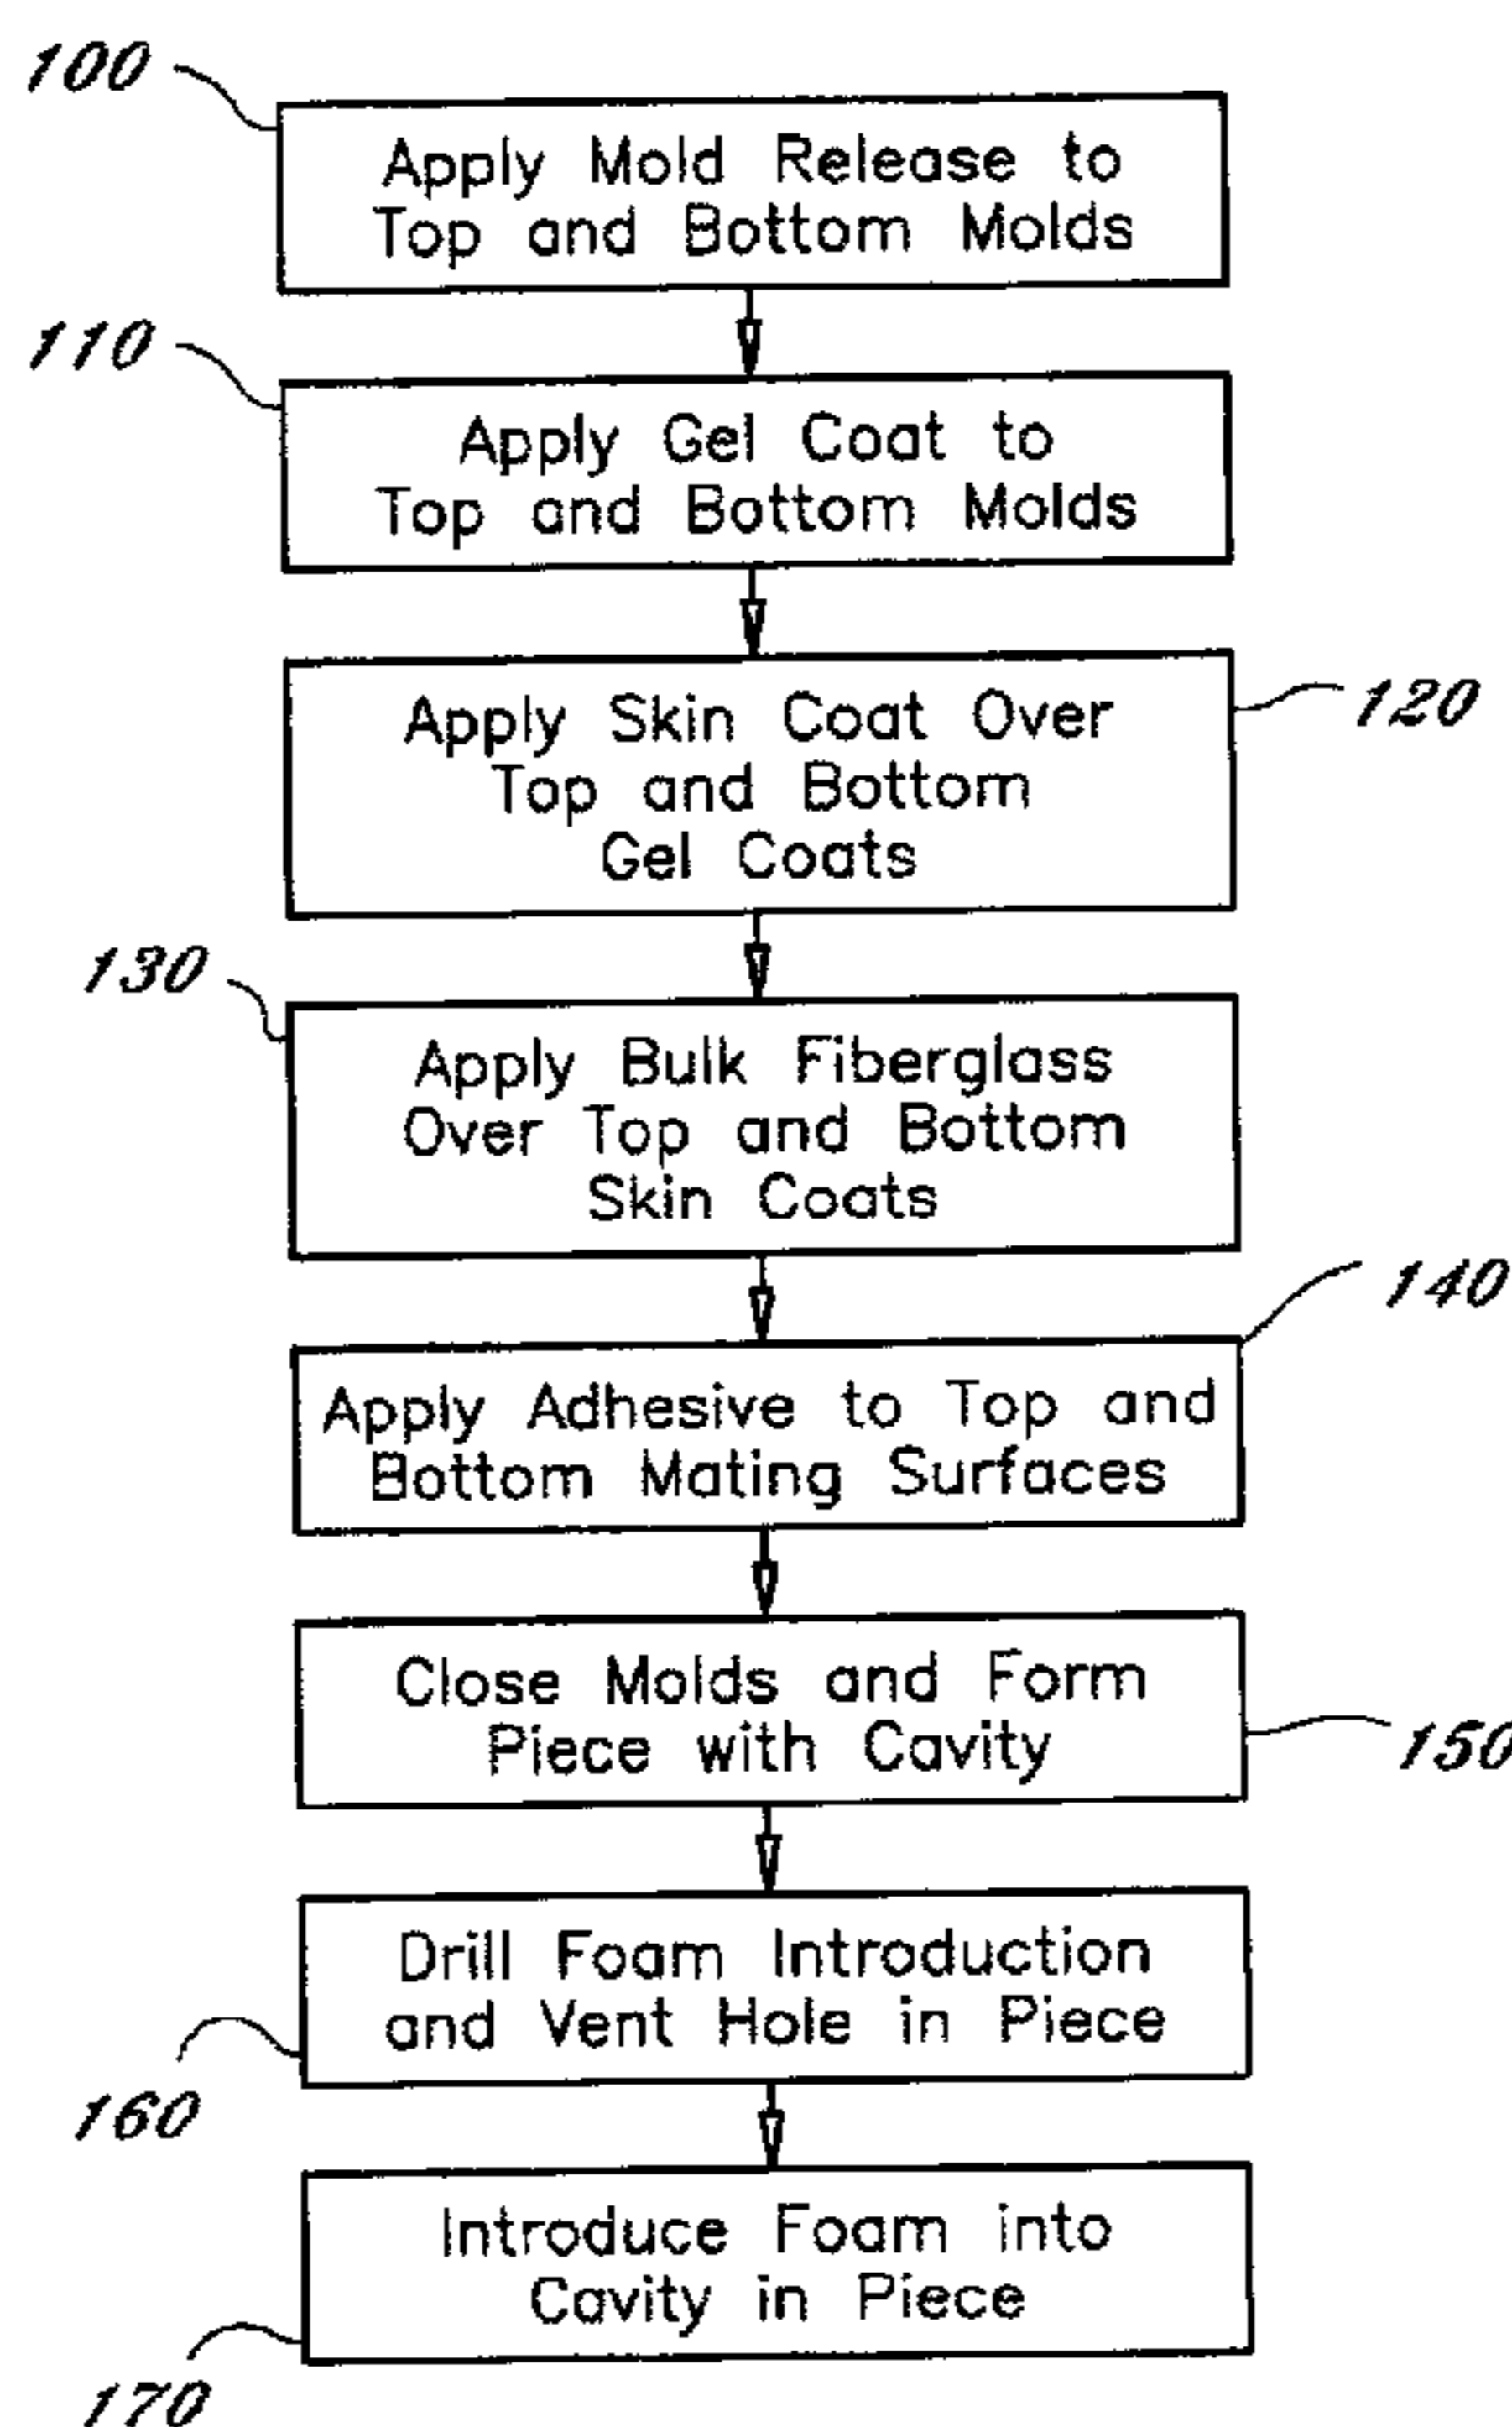 100
Apply Mold Release to
Top and Bottom Molds
110
Apply Gel Coat to
Top and Bottom Molds
120
Apply Skin Coat Over
Top and Bottom
Gel Coats
130
Apply Bulk Fiberglass
Over Top and Bottom
Skin Coats
140
Apply Adhesive to Top and
Bottom Mating Surfaces
150
Close Molds and Form
Piece with Cavity
Drill Foam Introduction
and Vent Hole in Piece
160
Introduce Foam into
Cavity in Piece
170